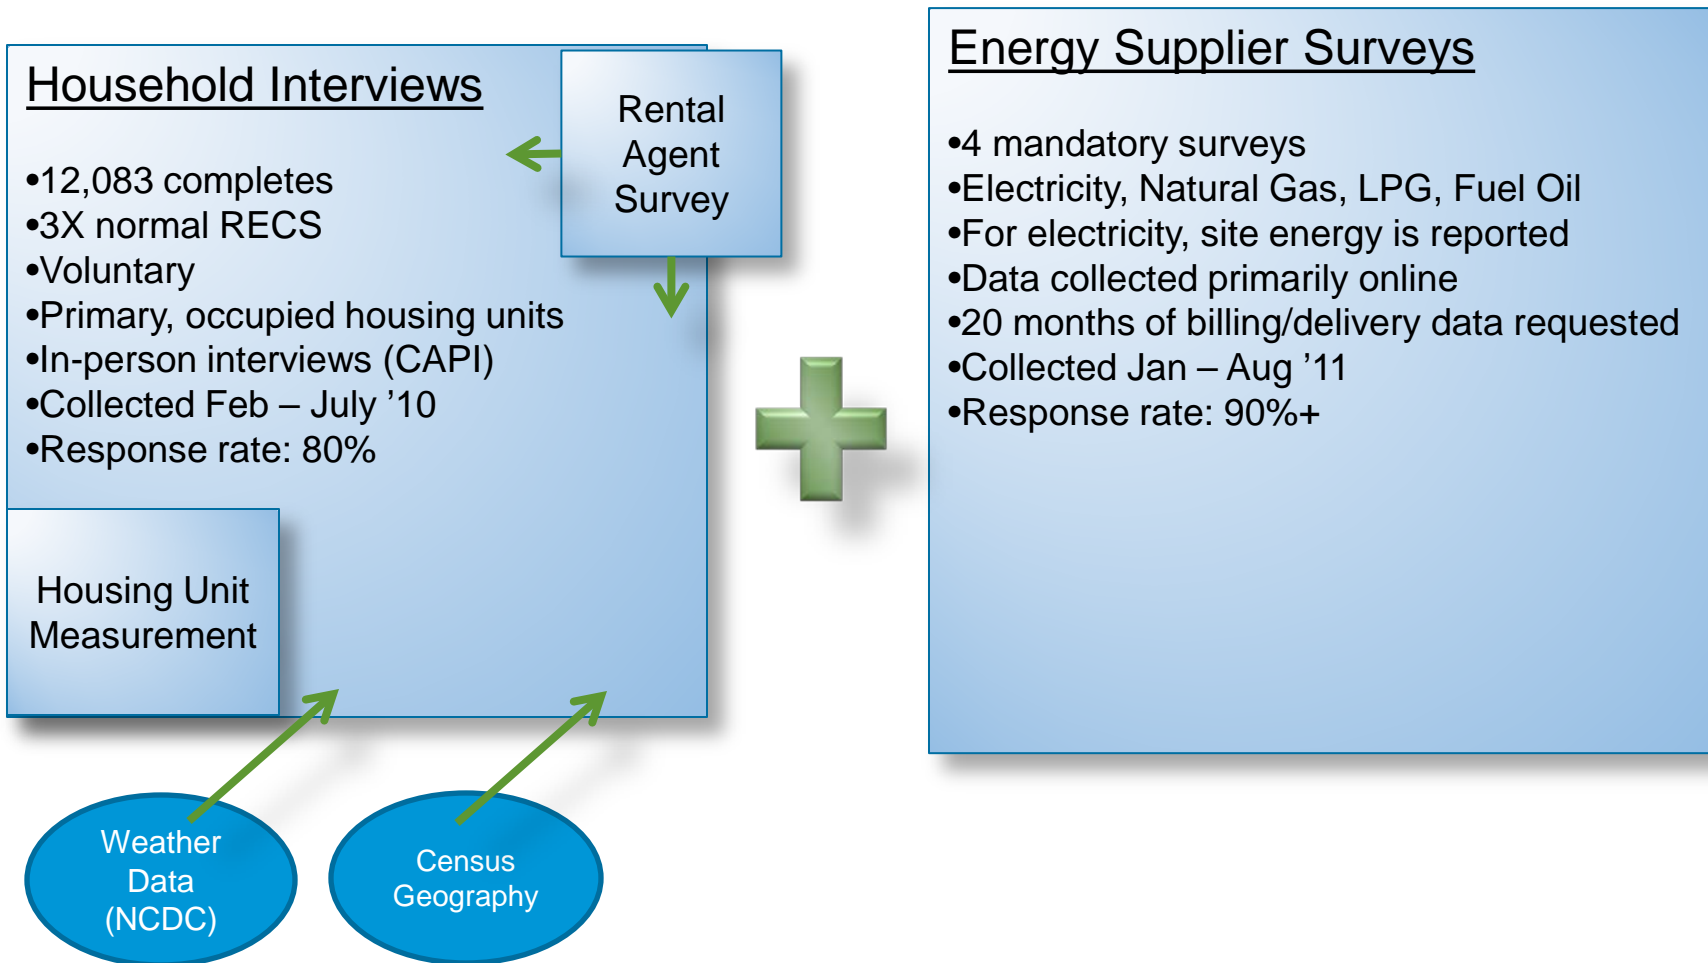 Household Interviews
•12,083 completes
•3X normal RECS
•Voluntary
•Primary, occupied housing units
•In-person interviews (CAPI)
•Collected Feb – July ’10
•Response rate: 80%
Rental
Agent
Survey
Housing Unit
Measurement
Weather
Data
(NCDC)
Census
Geography
Energy Supplier Surveys
•4 mandatory surveys
•Electricity, Natural Gas, LPG, Fuel Oil
•For electricity, site energy is reported
•Data collected primarily online
•20 months of billing/delivery data requested
•Collected Jan – Aug ’11
•Response rate: 90%+